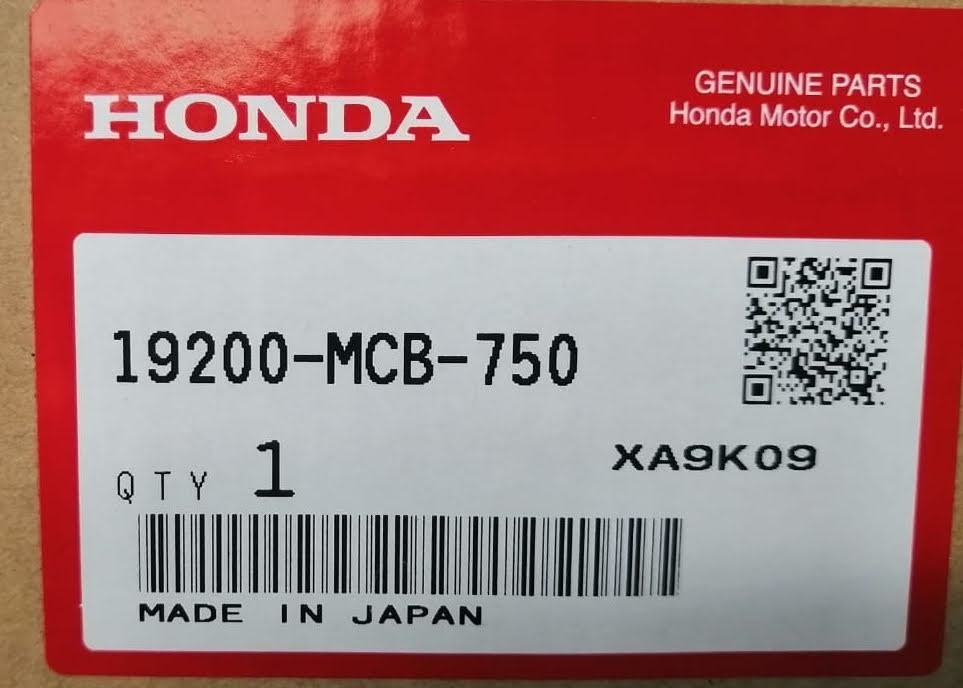 HONDA
GENUINE PARTS
Honda Motor Co., Ltd.
19200-MCB-750
XA9K09
QTY 1
MADE IN JAPAN